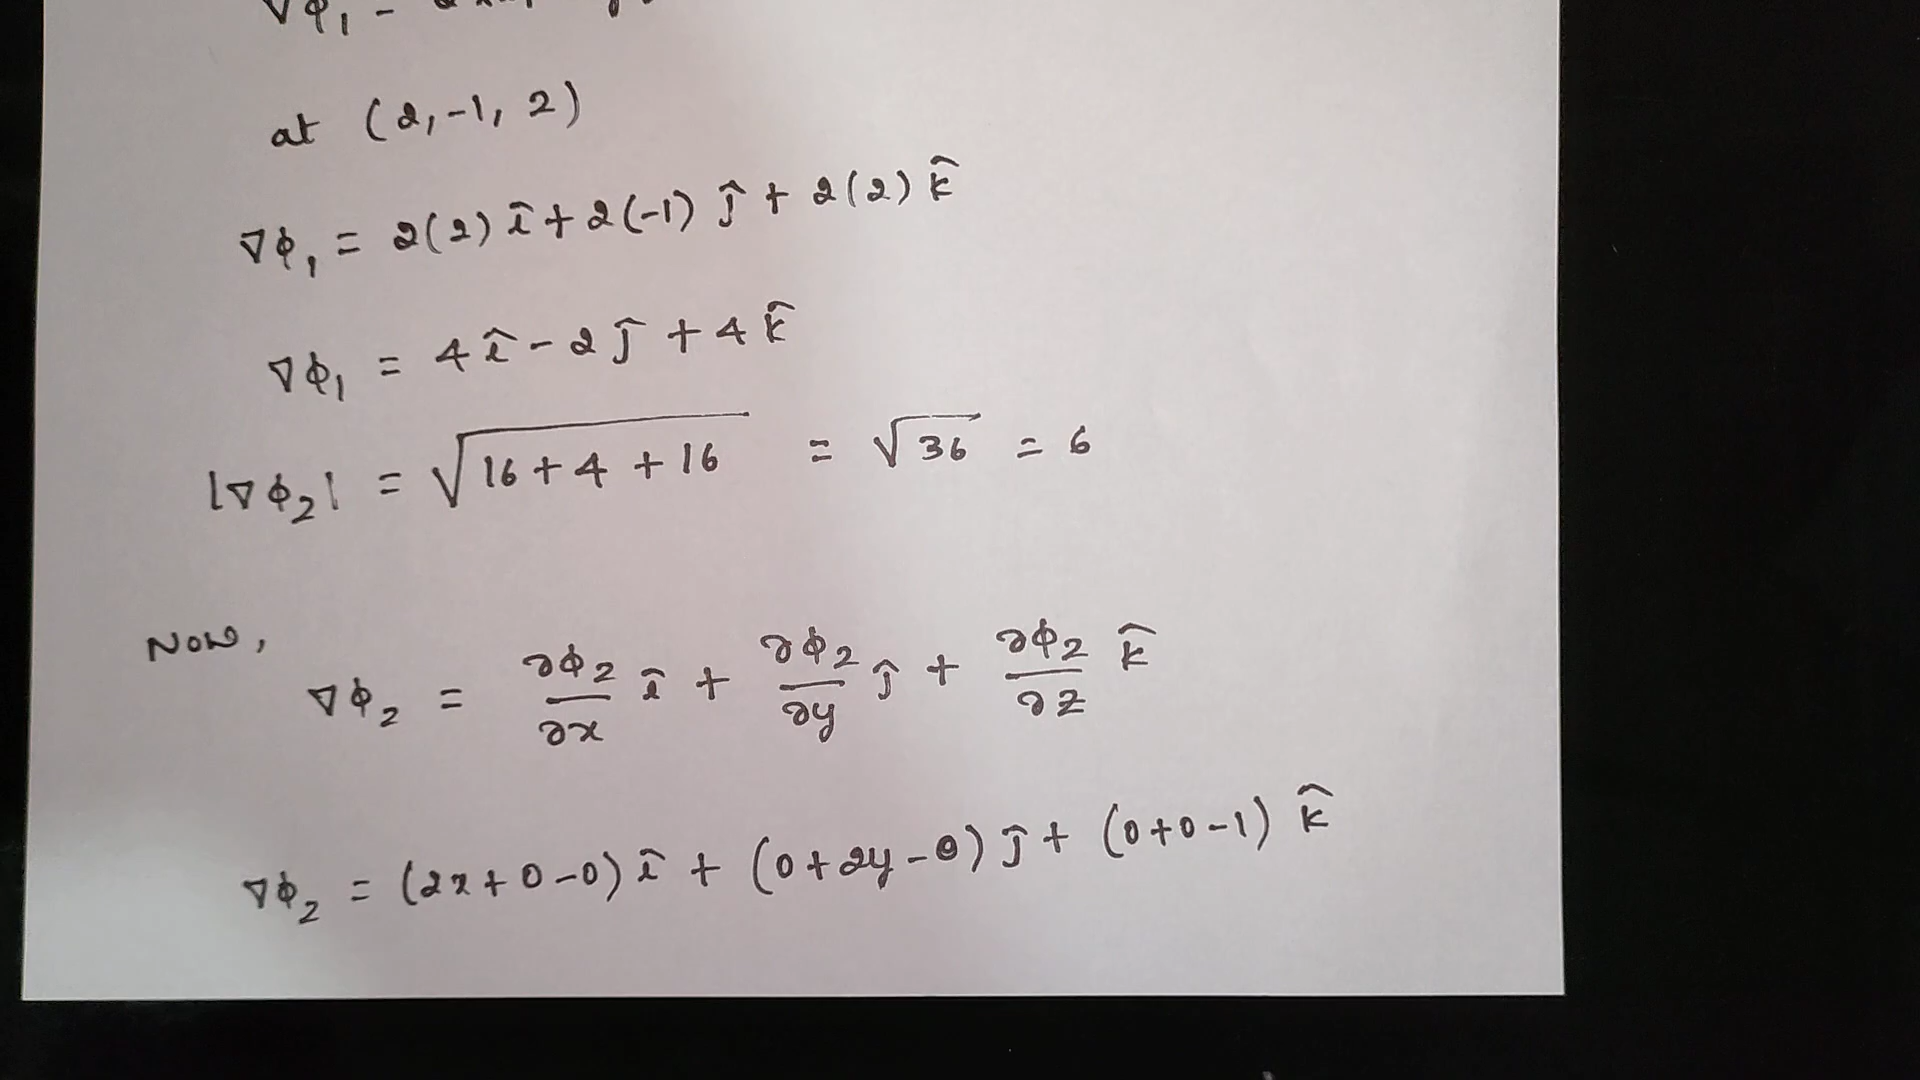 ∇ϕ₁ =
at (2,-1, 2)
∇ϕ₁ = 2(2) î + 2(-1) ĵ + 2(2) k̂
∇ϕ₁ = 4î - 2ĵ + 4k̂
|∇ϕ₂| = √(16 + 4 + 16) = √36 = 6
NOW,
∇ϕ₂ = ∂ϕ₂/∂x î + ∂ϕ₂/∂y ĵ + ∂ϕ₂/∂z k̂
∇ϕ₂ = (2x + 0 - 0) î + (0 + 2y - 0) ĵ + (0 + 0 - 1) k̂